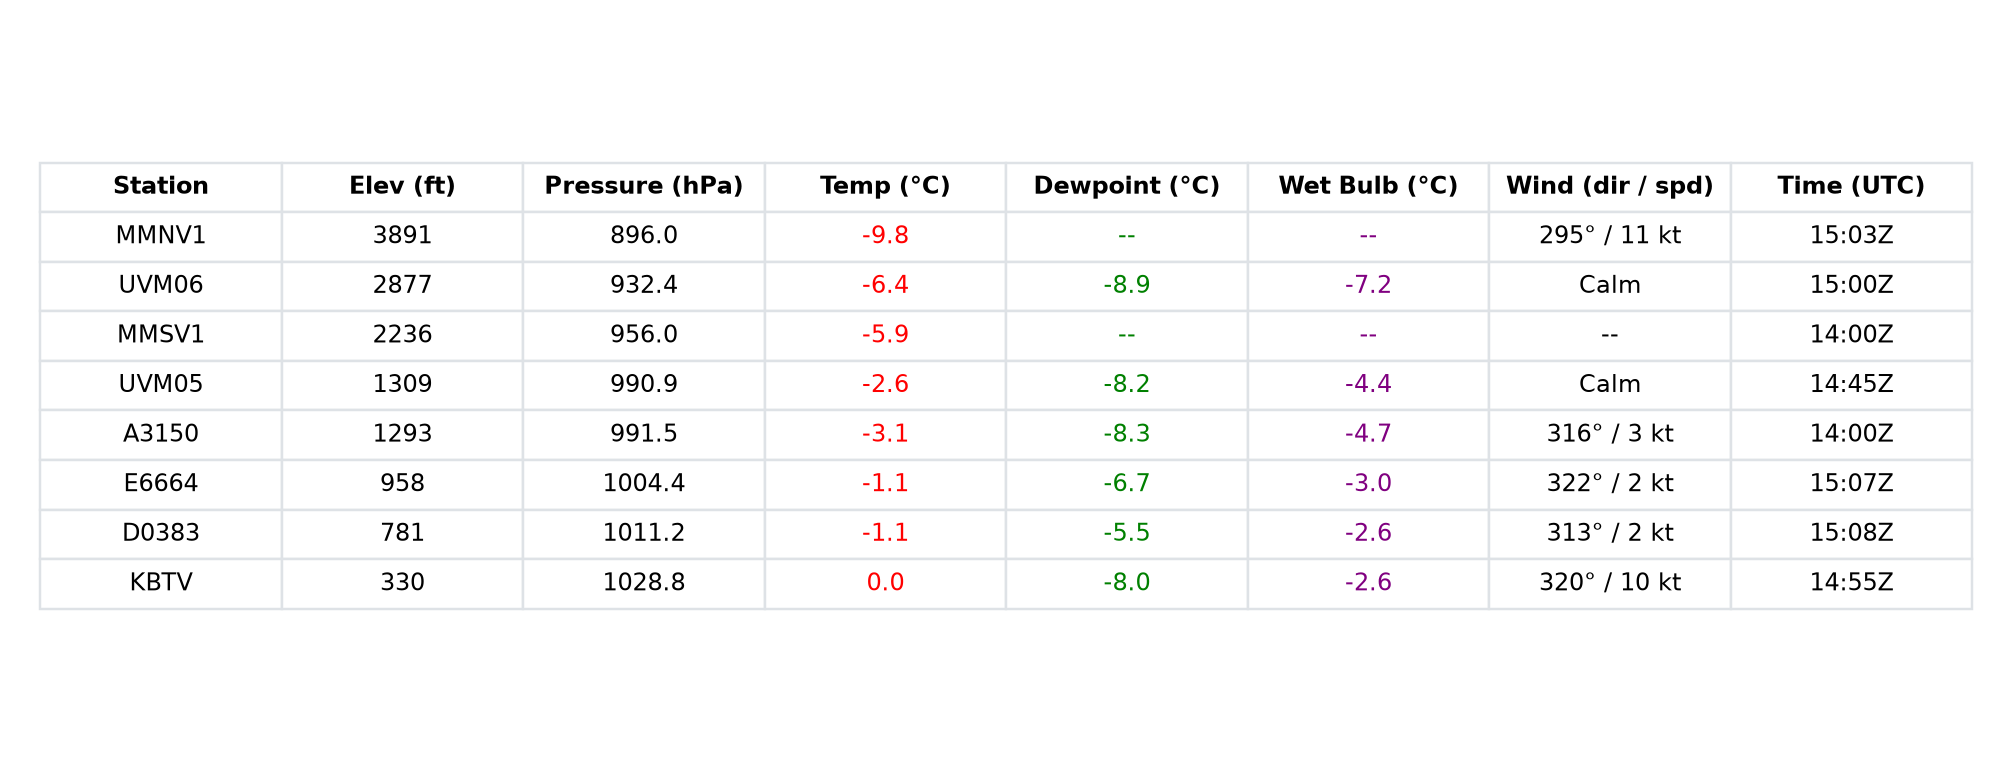 Station Elev (ft) Pressure (hPa) Temp (°C) Dewpoint (°C) Wet Bulb (°C) Wind (dir / spd) Time (UTC)
MMNV1 3891 896.0 -9.8 -- -- 295° / 11 kt 15:03Z
UVM06 2877 932.4 -6.4 -8.9 -7.2 Calm 15:00Z
MMSV1 2236 956.0 -5.9 -- -- -- 14:00Z
UVM05 1309 990.9 -2.6 -8.2 -4.4 Calm 14:45Z
A3150 1293 991.5 -3.1 -8.3 -4.7 316° / 3 kt 14:00Z
E6664 958 1004.4 -1.1 -6.7 -3.0 322° / 2 kt 15:07Z
D0383 781 1011.2 -1.1 -5.5 -2.6 313° / 2 kt 15:08Z
KBTV 330 1028.8 0.0 -8.0 -2.6 320° / 10 kt 14:55Z